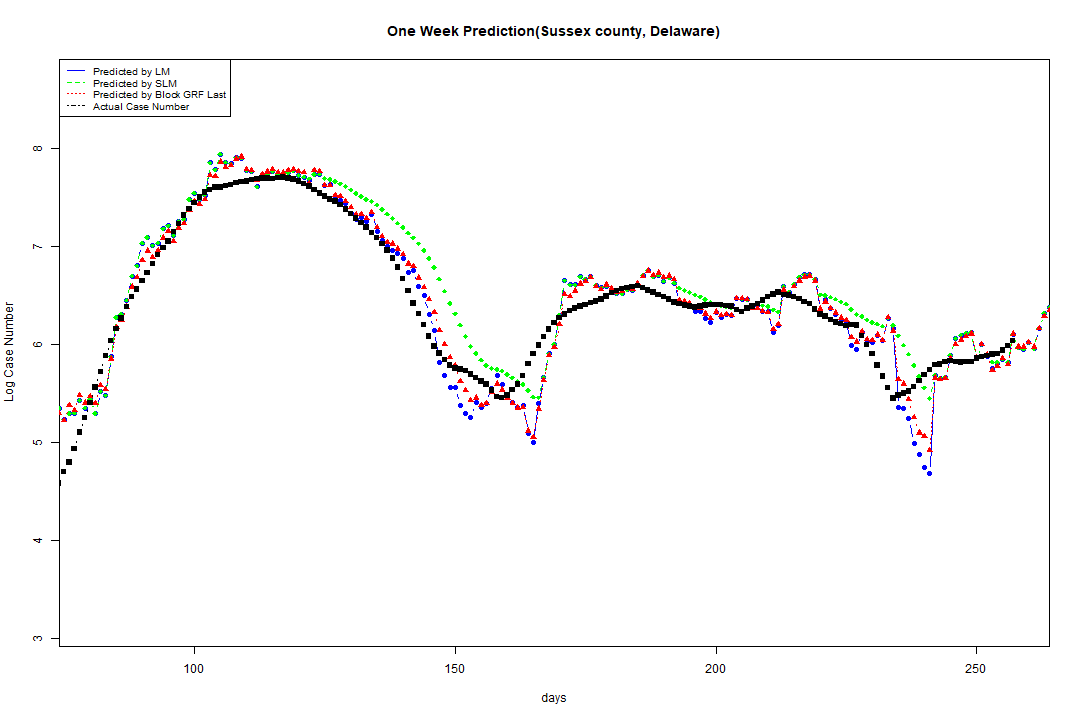 One Week Prediction(Sussex county, Delaware)
Predicted by LM
Predicted by SLM
Predicted by Block GRF Last
Actual Case Number
8
7
6
5
4
3
Log Case Number
100 150 200 250
days